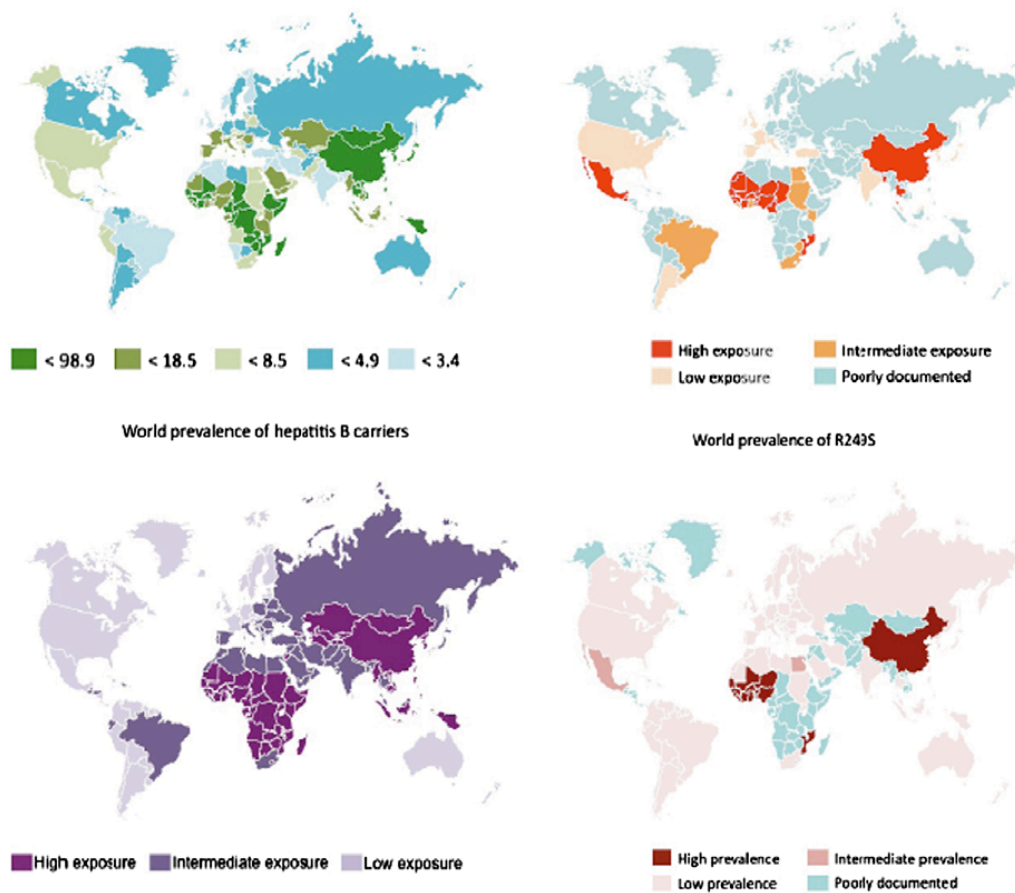 < 98.9 < 18.5 < 8.5 < 4.9 < 3.4
High exposure Intermediate exposure
Low exposure Poorly documented
World prevalence of hepatitis B carriers
World prevalence of R249S
High exposure Intermediate exposure Low exposure
High prevalence Intermediate prevalence
Low prevalence Poorly documented